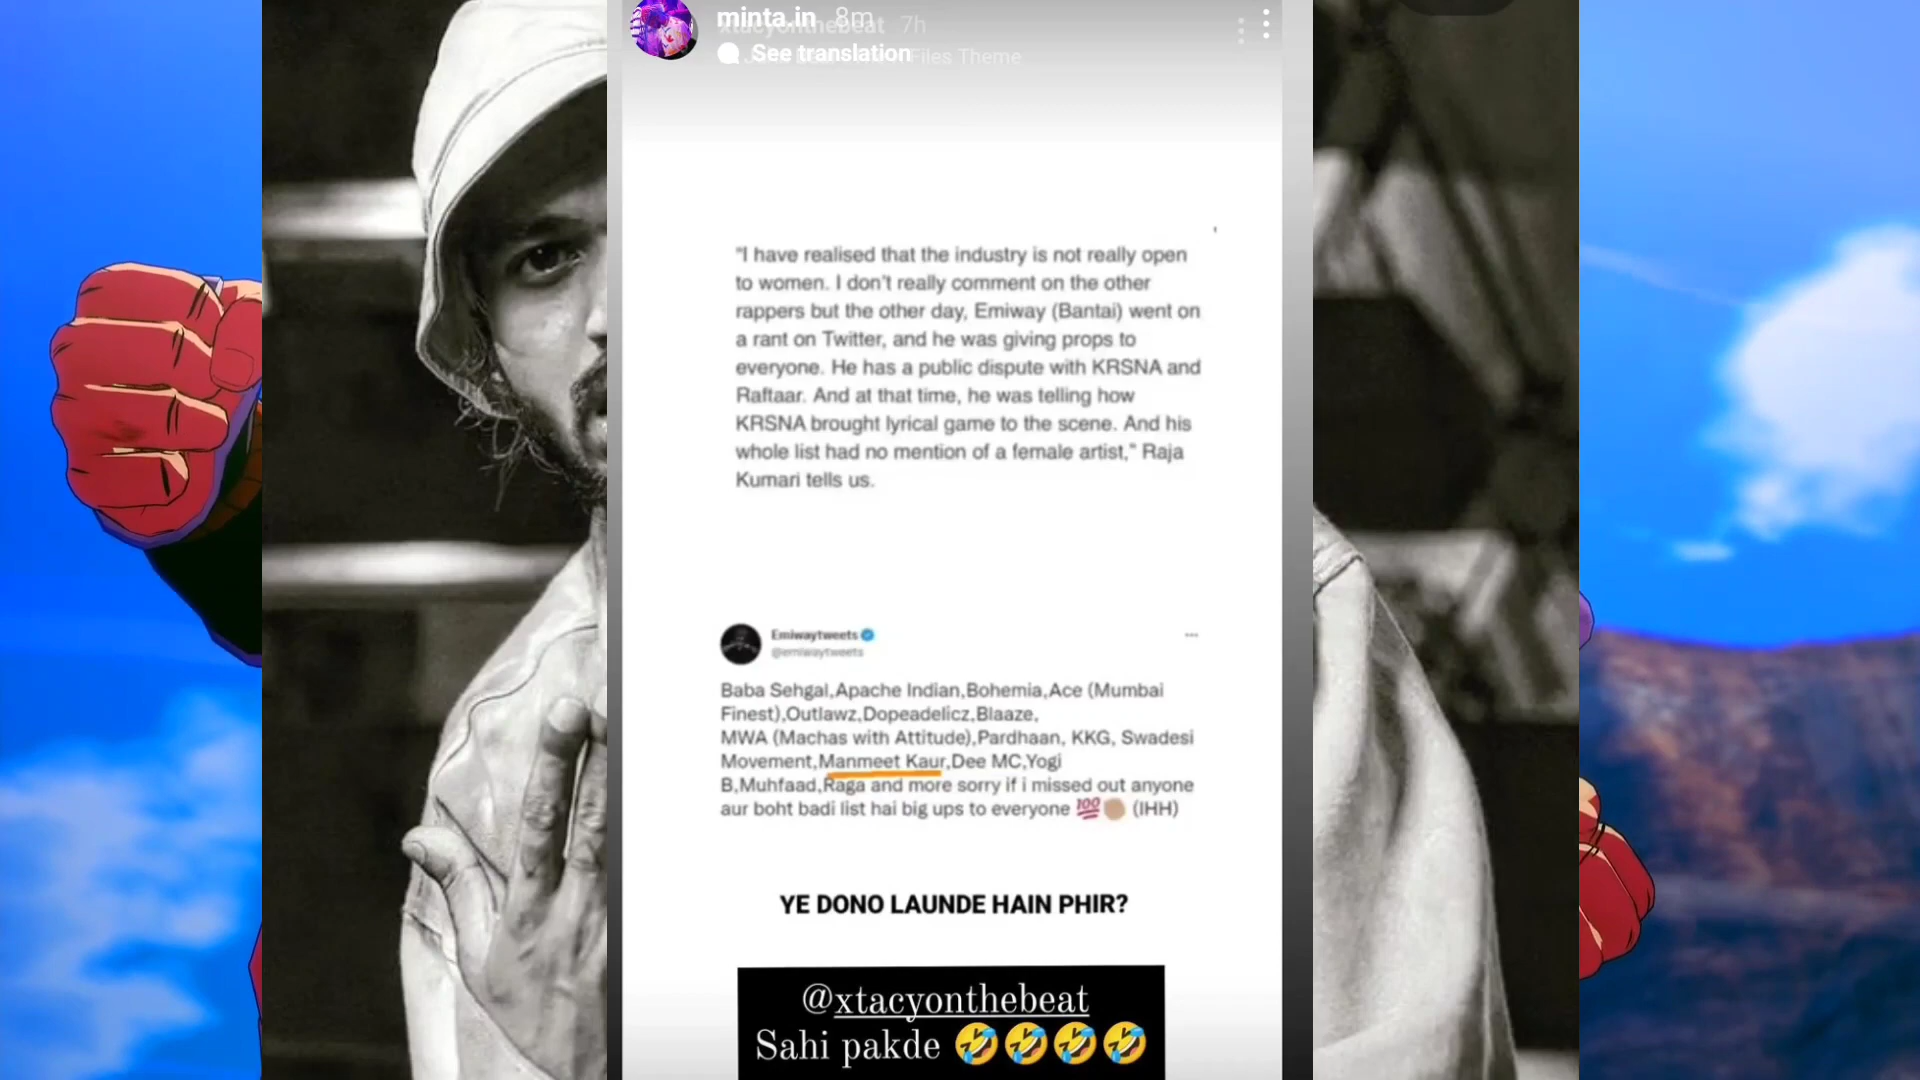 minta.in 8m
xtacyonthebeat 7h
See translation
Files Theme
"I have realised that the industry is not really open
to women. I don't really comment on the other
rappers but the other day, Emiway (Bantai) went on
a rant on Twitter, and he was giving props to
everyone. He has a public dispute with KRSNA and
Raftaar. And at that time, he was telling how
KRSNA brought lyrical game to the scene. And his
whole list had no mention of a female artist," Raja
Kumari tells us.
Emiwaytweets
@emiwaytweets
Baba Sehgal,Apache Indian,Bohemia,Ace (Mumbai
Finest),Outlawz,Dopeadelicz,Blaaze,
MWA (Machas with Attitude),Pardhaan, KKG, Swadesi
Movement,Manmeet Kaur,Dee MC,Yogi
B,Muhfaad,Raga and more sorry if i missed out anyone
aur boht badi list hai big ups to everyone 💯 (IHH)
YE DONO LAUNDE HAIN PHIR?
@xtacyonthebeat
Sahi pakde 🤣🤣🤣🤣